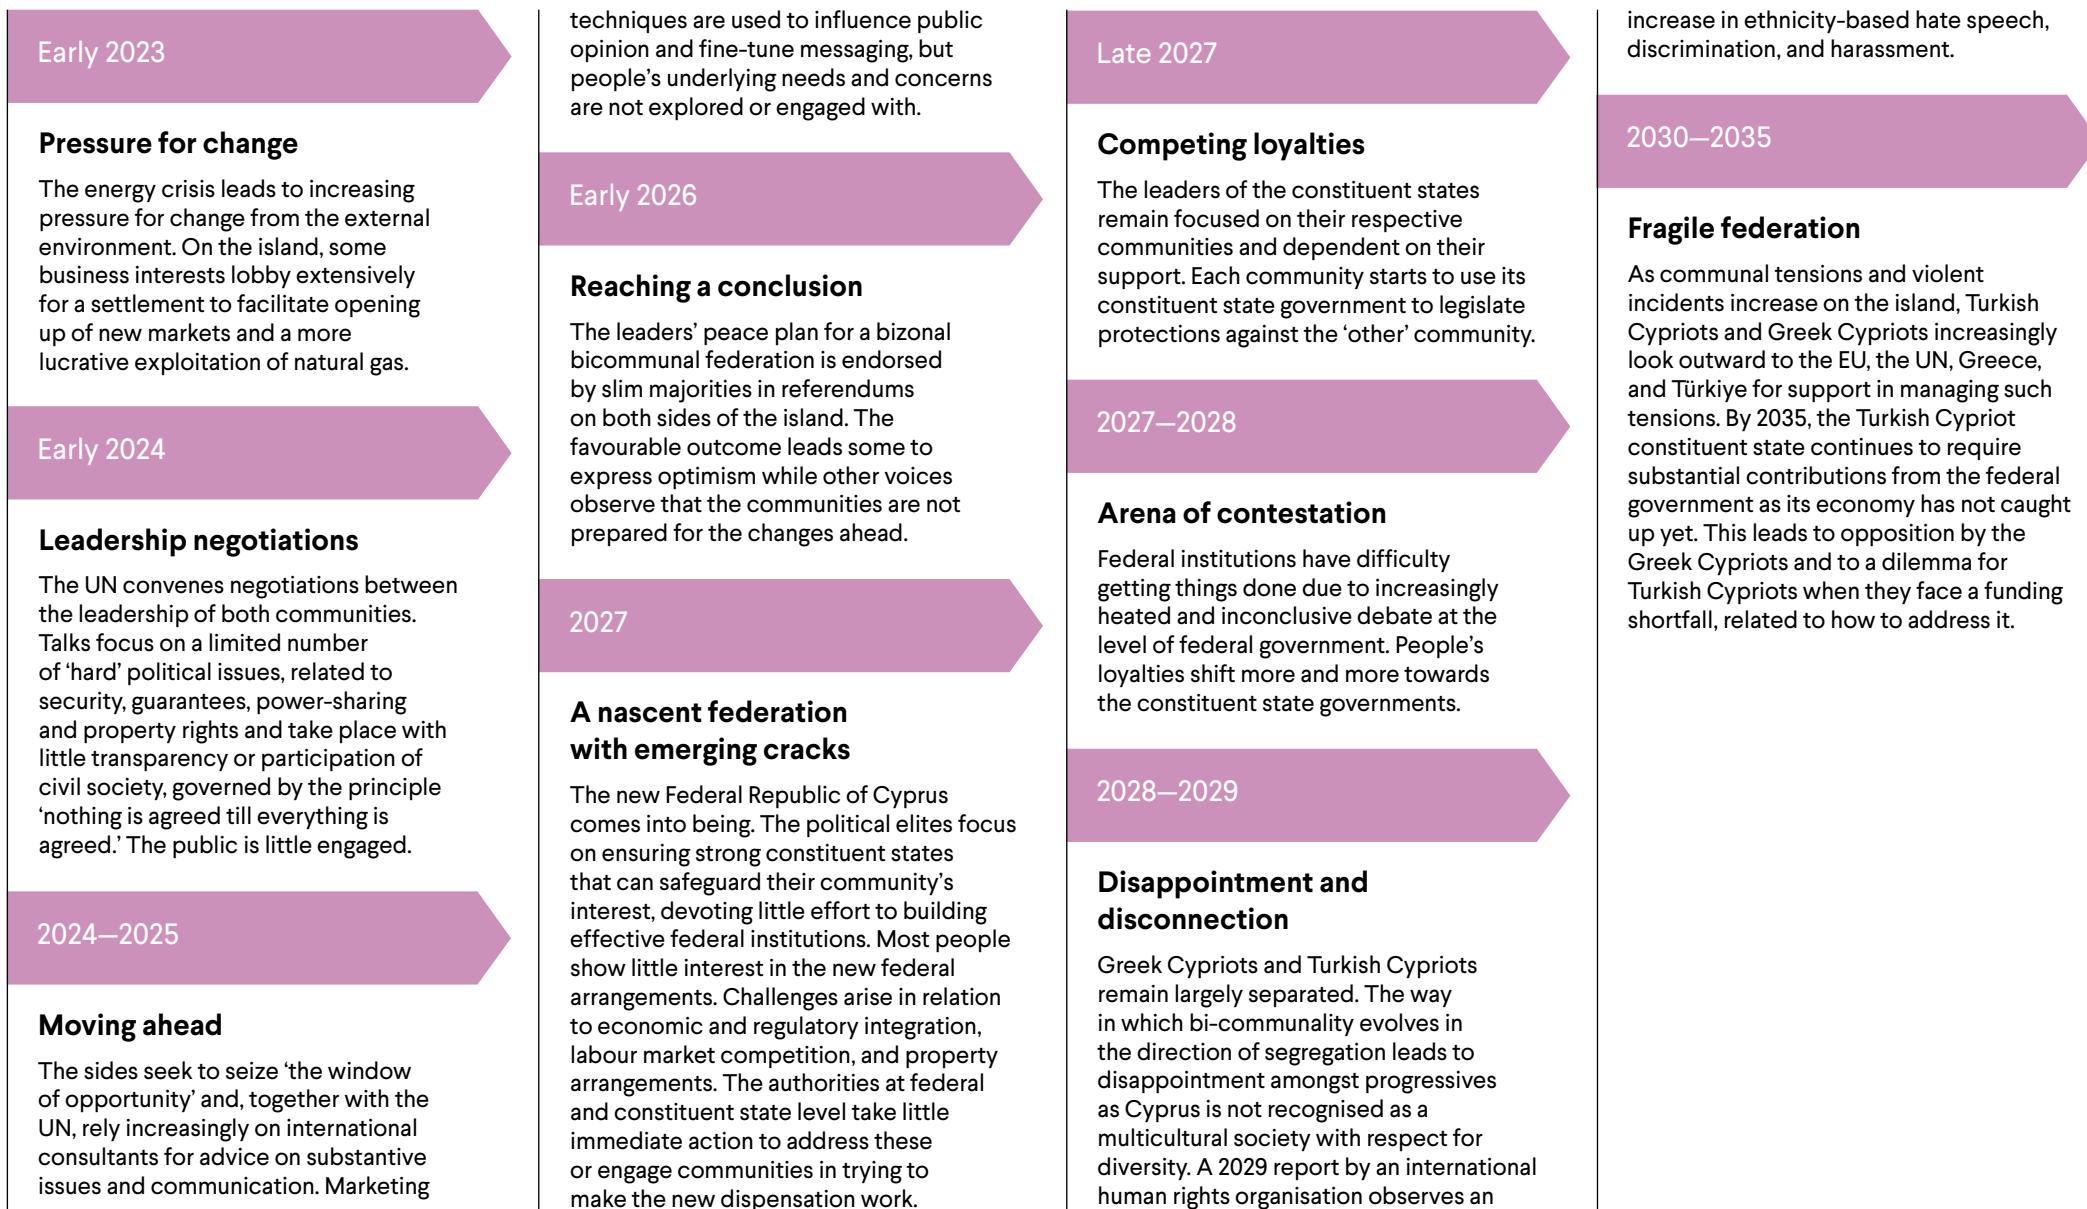 Early 2023
Pressure for change
The energy crisis leads to increasing
pressure for change from the external
environment. On the island, some
business interests lobby extensively
for a settlement to facilitate opening
up of new markets and a more
lucrative exploitation of natural gas.
Early 2024
Leadership negotiations
The UN convenes negotiations between
the leadership of both communities.
Talks focus on a limited number
of ‘hard’ political issues, related to
security, guarantees, power-sharing
and property rights and take place with
little transparency or participation of
civil society, governed by the principle
‘nothing is agreed till everything is
agreed.’ The public is little engaged.
2024—2025
Moving ahead
The sides seek to seize ‘the window
of opportunity’ and, together with the
UN, rely increasingly on international
consultants for advice on substantive
issues and communication. Marketing
techniques are used to influence public
opinion and fine-tune messaging, but
people’s underlying needs and concerns
are not explored or engaged with.
Early 2026
Reaching a conclusion
The leaders’ peace plan for a bizonal
bicommunal federation is endorsed
by slim majorities in referendums
on both sides of the island. The
favourable outcome leads some to
express optimism while other voices
observe that the communities are not
prepared for the changes ahead.
2027
A nascent federation
with emerging cracks
The new Federal Republic of Cyprus
comes into being. The political elites focus
on ensuring strong constituent states
that can safeguard their community’s
interest, devoting little effort to building
effective federal institutions. Most people
show little interest in the new federal
arrangements. Challenges arise in relation
to economic and regulatory integration,
labour market competition, and property
arrangements. The authorities at federal
and constituent state level take little
immediate action to address these
or engage communities in trying to
make the new dispensation work.
Late 2027
Competing loyalties
The leaders of the constituent states
remain focused on their respective
communities and dependent on their
support. Each community starts to use its
constituent state government to legislate
protections against the ‘other’ community.
2027—2028
Arena of contestation
Federal institutions have difficulty
getting things done due to increasingly
heated and inconclusive debate at the
level of federal government. People’s
loyalties shift more and more towards
the constituent state governments.
2028—2029
Disappointment and
disconnection
Greek Cypriots and Turkish Cypriots
remain largely separated. The way
in which bi-communality evolves in
the direction of segregation leads to
disappointment amongst progressives
as Cyprus is not recognised as a
multicultural society with respect for
diversity. A 2029 report by an international
human rights organisation observes an
increase in ethnicity-based hate speech,
discrimination, and harassment.
2030—2035
Fragile federation
As communal tensions and violent
incidents increase on the island, Turkish
Cypriots and Greek Cypriots increasingly
look outward to the EU, the UN, Greece,
and Türkiye for support in managing such
tensions. By 2035, the Turkish Cypriot
constituent state continues to require
substantial contributions from the federal
government as its economy has not caught
up yet. This leads to opposition by the
Greek Cypriots and to a dilemma for
Turkish Cypriots when they face a funding
shortfall, related to how to address it.